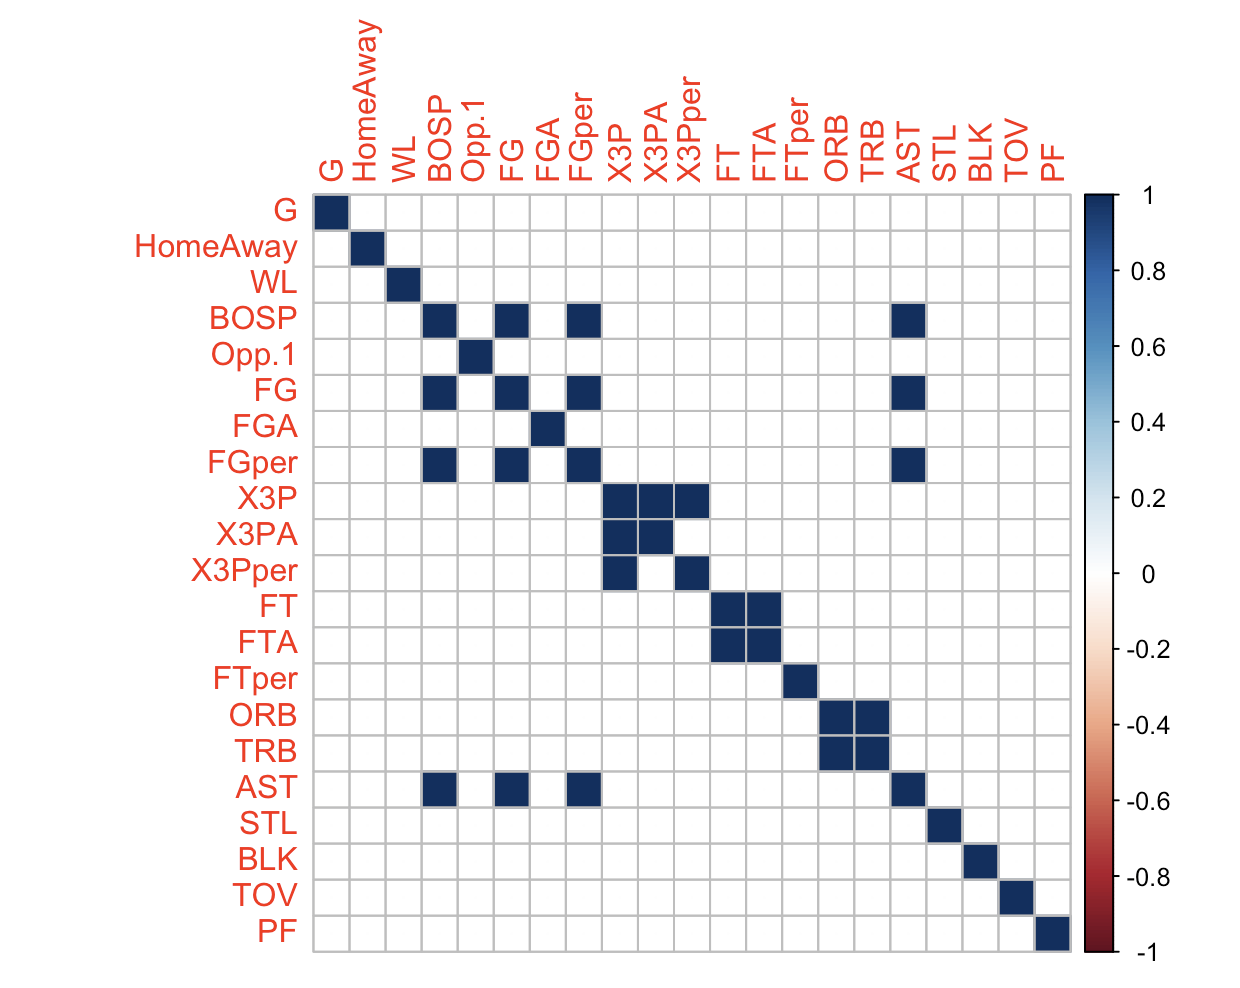 G
HomeAway
WL
BOSP
Opp.1
FG
FGA
FGper
X3P
X3PA
X3Pper
FT
FTA
FTper
ORB
TRB
AST
STL
BLK
TOV
PF
G
HomeAway
WL
BOSP
Opp.1
FG
FGA
FGper
X3P
X3PA
X3Pper
FT
FTA
FTper
ORB
TRB
AST
STL
BLK
TOV
PF
1
0.8
0.6
0.4
0.2
0
-0.2
-0.4
-0.6
-0.8
-1